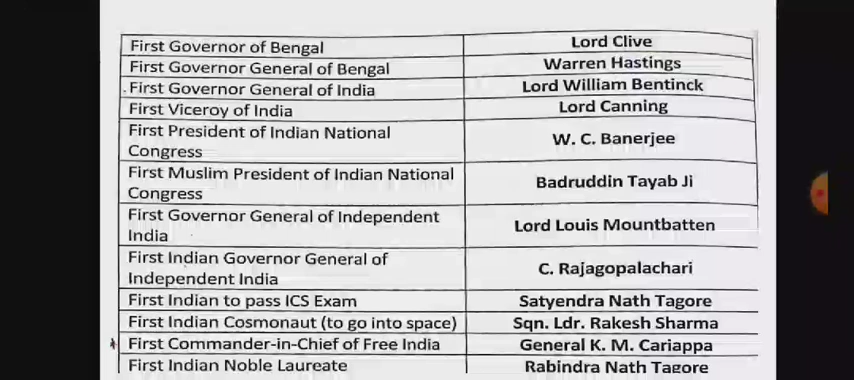 First Governor of Bengal Lord Clive
First Governor General of Bengal Warren Hastings
First Governor General of India Lord William Bentinck
First Viceroy of India Lord Canning
First President of Indian National
Congress W. C. Banerjee
First Muslim President of Indian National
Congress Badruddin Tayab Ji
First Governor General of Independent
India Lord Louis Mountbatten
First Indian Governor General of
Independent India C. Rajagopalachari
First Indian to pass ICS Exam Satyendra Nath Tagore
First Indian Cosmonaut (to go into space) Sqn. Ldr. Rakesh Sharma
First Commander-in-Chief of Free India General K. M. Cariappa
First Indian Noble Laureate Rabindra Nath Tagore